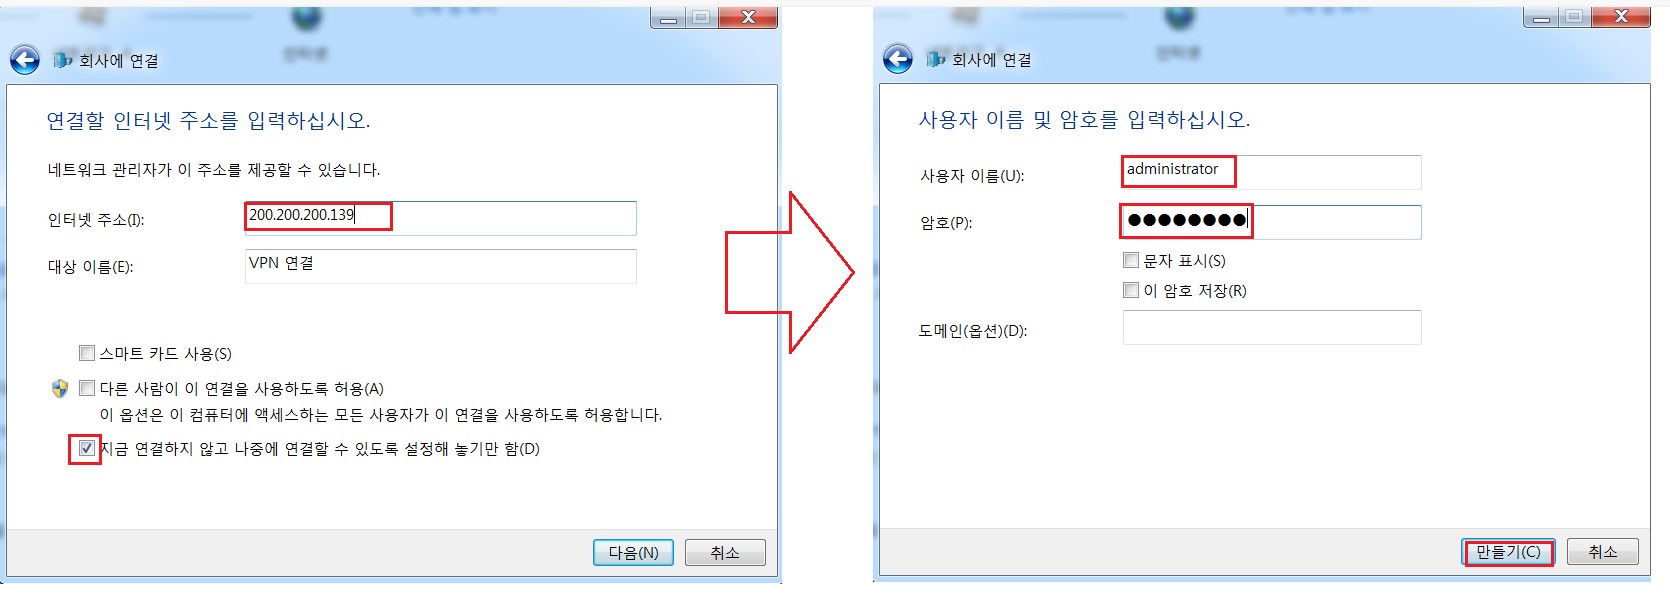 회사에 연결
연결할 인터넷 주소를 입력하십시오.
네트워크 관리자가 이 주소를 제공할 수 있습니다.
인터넷 주소(I):
200.200.200.139
대상 이름(E):
VPN 연결
스마트 카드 사용(S)
다른 사람이 이 연결을 사용하도록 허용(A)
이 옵션은 이 컴퓨터에 액세스하는 모든 사용자가 이 연결을 사용하도록 허용합니다.
지금 연결하지 않고 나중에 연결할 수 있도록 설정해 놓기만 함(D)
다음(N)
취소
회사에 연결
사용자 이름 및 암호를 입력하십시오.
사용자 이름(U):
administrator
암호(P):
●●●●●●●●
문자 표시(S)
이 암호 저장(R)
도메인(옵션)(D):
만들기(C)
취소